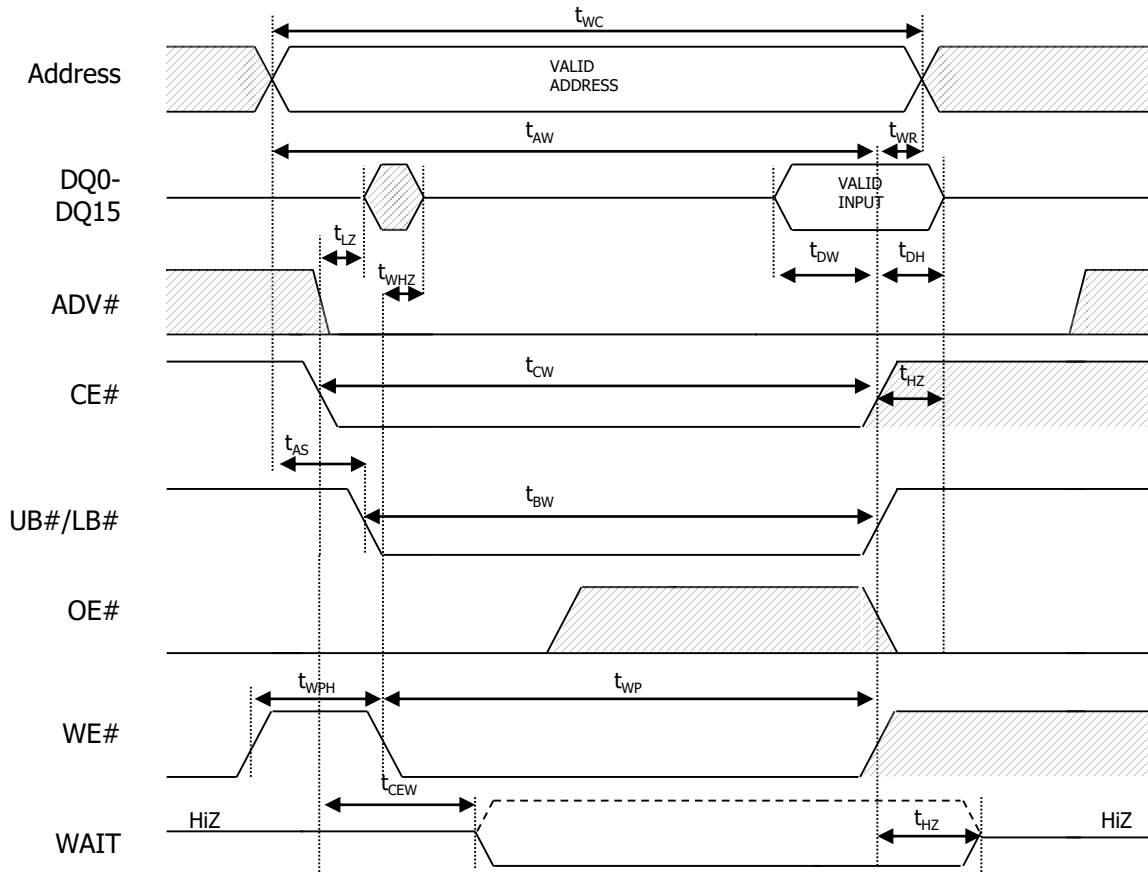 tWC
Address
VALID
ADDRESS
tAW
tWR
DQ0-
DQ15
VALID
INPUT
tLZ
tDW
tDH
tWHZ
ADV#
tCW
tHZ
CE#
tAS
tBW
UB#/LB#
OE#
tWPH
tWP
WE#
tCEW
HiZ
tHZ
HiZ
WAIT